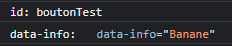 id: boutonTest
data-info:   data-info="Banane"